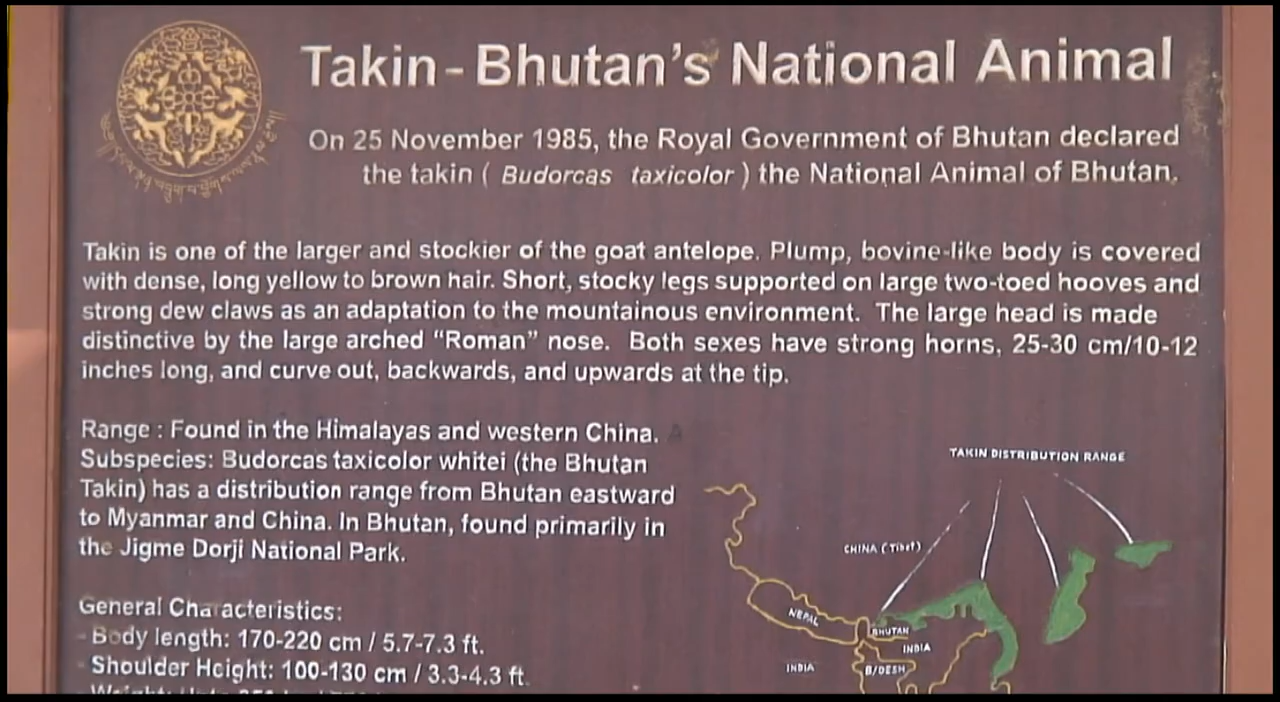 Takin - Bhutan's National Animal
On 25 November 1985, the Royal Government of Bhutan declared
the takin ( Budorcas taxicolor ) the National Animal of Bhutan.
Takin is one of the larger and stockier of the goat antelope. Plump, bovine-like body is covered
with dense, long yellow to brown hair. Short, stocky legs supported on large two-toed hooves and
strong dew claws as an adaptation to the mountainous environment. The large head is made
distinctive by the large arched “Roman” nose. Both sexes have strong horns, 25-30 cm/10-12
inches long, and curve out, backwards, and upwards at the tip.
Range : Found in the Himalayas and western China.
Subspecies: Budorcas taxicolor whitei (the Bhutan
Takin) has a distribution range from Bhutan eastward
to Myanmar and China. In Bhutan, found primarily in
the Jigme Dorji National Park.
General Characteristics:
- Body length: 170-220 cm / 5.7-7.3 ft.
- Shoulder Height: 100-130 cm / 3.3-4.3 ft.
TAKIN DISTRIBUTION RANGE
CHINA (Tibet)
NEPAL
BHUTAN
INDIA
INDIA
B/DESH